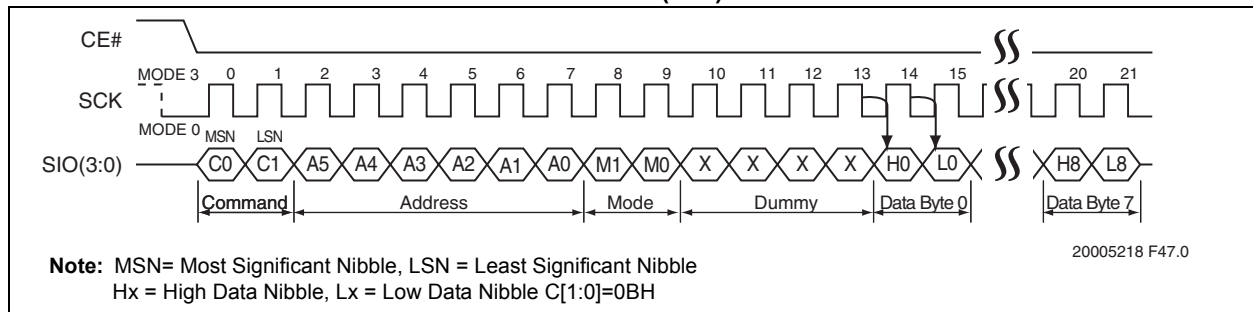 CE#
MODE 3 0 1 2 3 4 5 6 7 8 9 10 11 12 13 14 15 20 21
SCK
MODE 0 MSN LSN
SIO(3:0) C0 C1 A5 A4 A3 A2 A1 A0 M1 M0 X X X X H0 L0 H8 L8
Command Address Mode Dummy Data Byte 0 Data Byte 7
20005218 F47.0
Note: MSN= Most Significant Nibble, LSN = Least Significant Nibble
Hx = High Data Nibble, Lx = Low Data Nibble C[1:0]=0BH